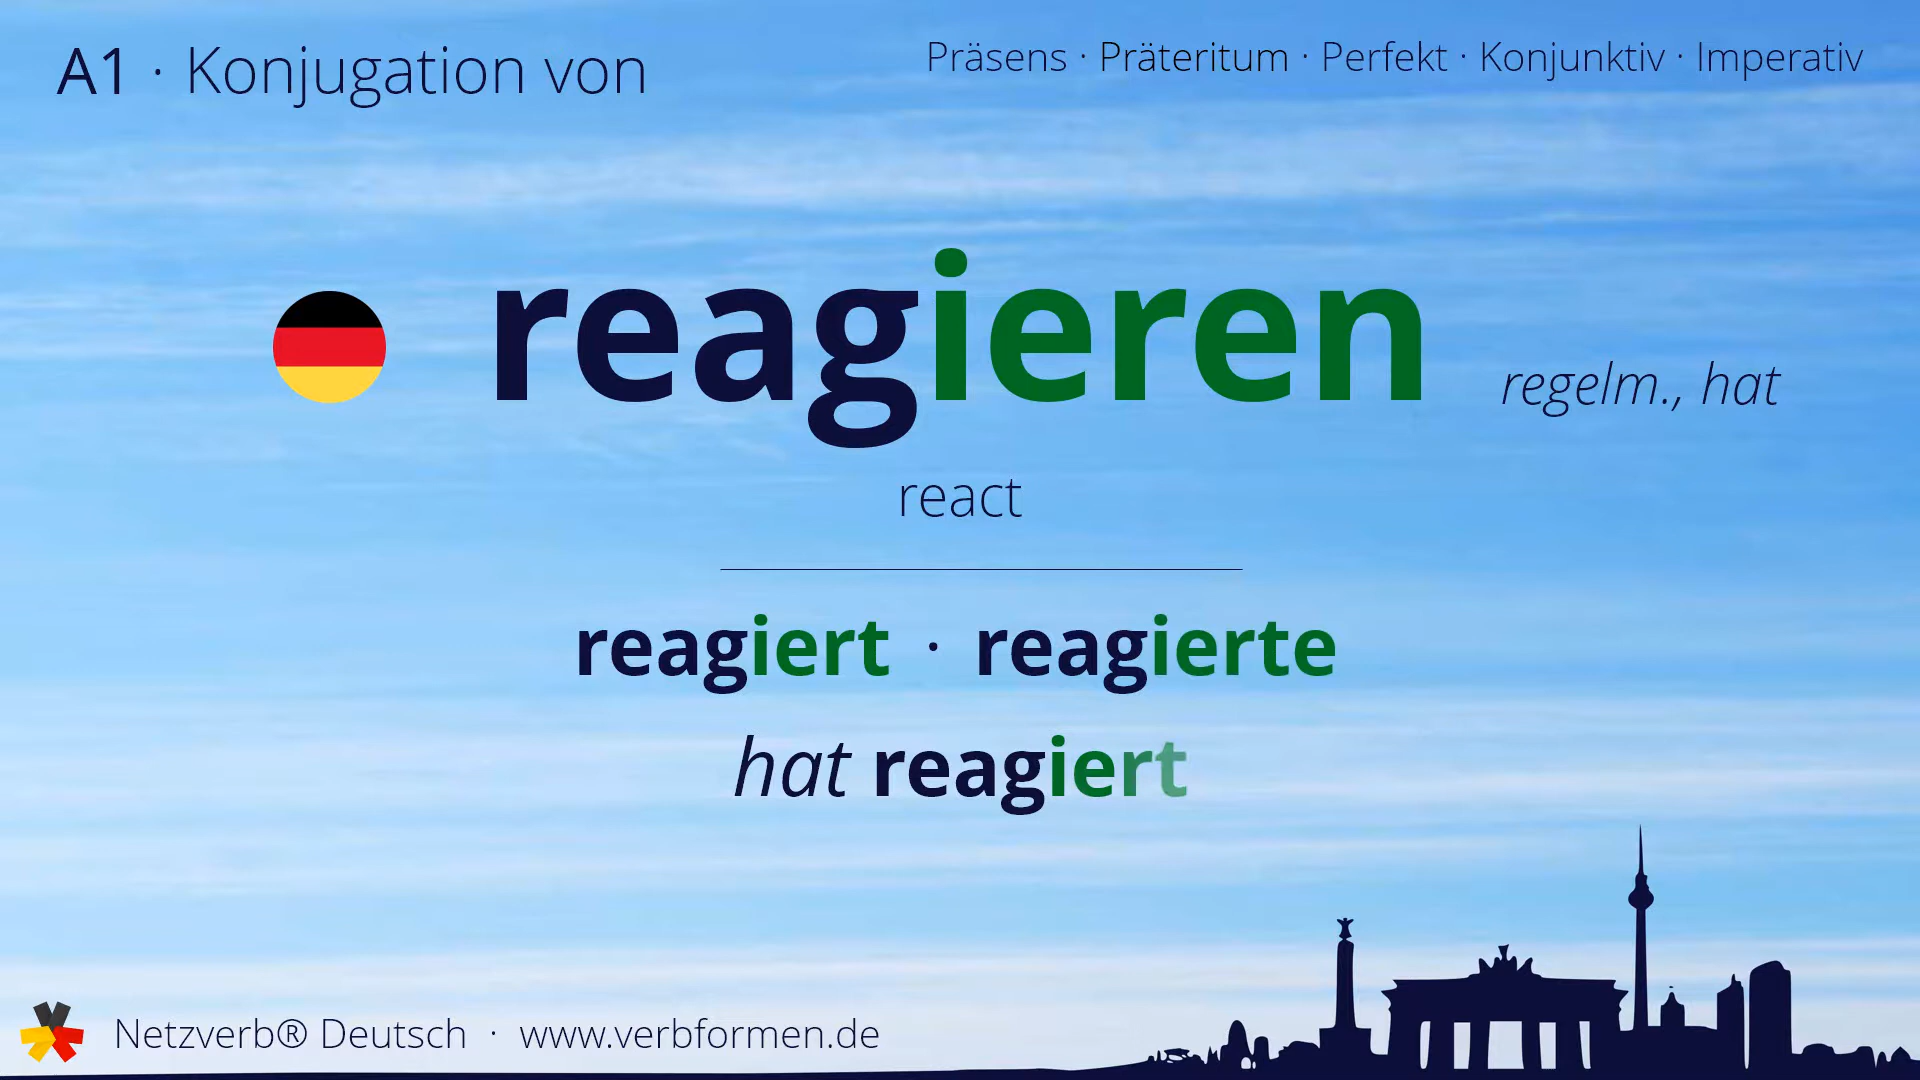 A1 · Konjugation von
Präsens · Präteritum · Perfekt · Konjunktiv · Imperativ
reagieren
regelm., hat
react
reagiert · reagierte
hat reagiert
Netzverb® Deutsch · www.verbformen.de